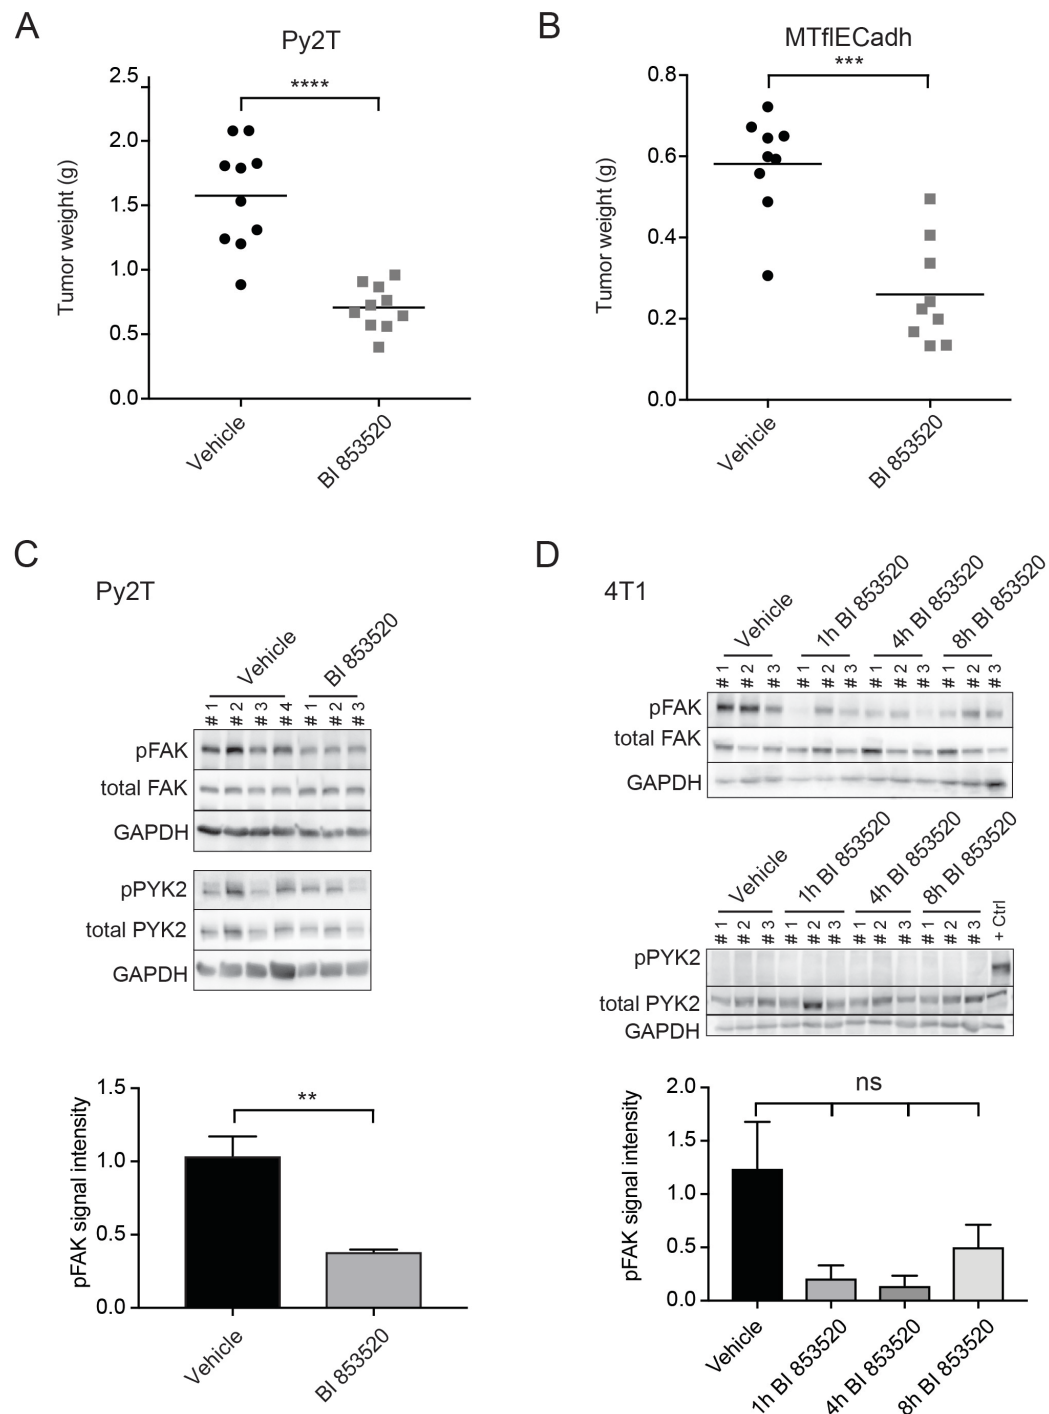 A
Py2T
Tumor weight (g)
2.5
2.0
1.5
1.0
0.5
0.0
****
Vehicle
BI 853520
B
MTflECadh
Tumor weight (g)
0.8
0.6
0.4
0.2
0.0
***
Vehicle
BI 853520
C
Py2T
Vehicle
BI 853520
# 1
# 2
# 3
# 4
# 1
# 2
# 3
pFAK
total FAK
GAPDH
pPYK2
total PYK2
GAPDH
pFAK signal intensity
1.5
1.0
0.5
0.0
**
Vehicle
BI 853520
D
4T1
Vehicle
1h BI 853520
4h BI 853520
8h BI 853520
# 1
# 2
# 3
# 1
# 2
# 3
# 1
# 2
# 3
# 1
# 2
# 3
pFAK
total FAK
GAPDH
Vehicle
1h BI 853520
4h BI 853520
8h BI 853520
# 1
# 2
# 3
# 1
# 2
# 3
# 1
# 2
# 3
# 1
# 2
# 3
+ Ctrl
pPYK2
total PYK2
GAPDH
pFAK signal intensity
2.0
1.5
1.0
0.5
0.0
ns
Vehicle
1h BI 853520
4h BI 853520
8h BI 853520